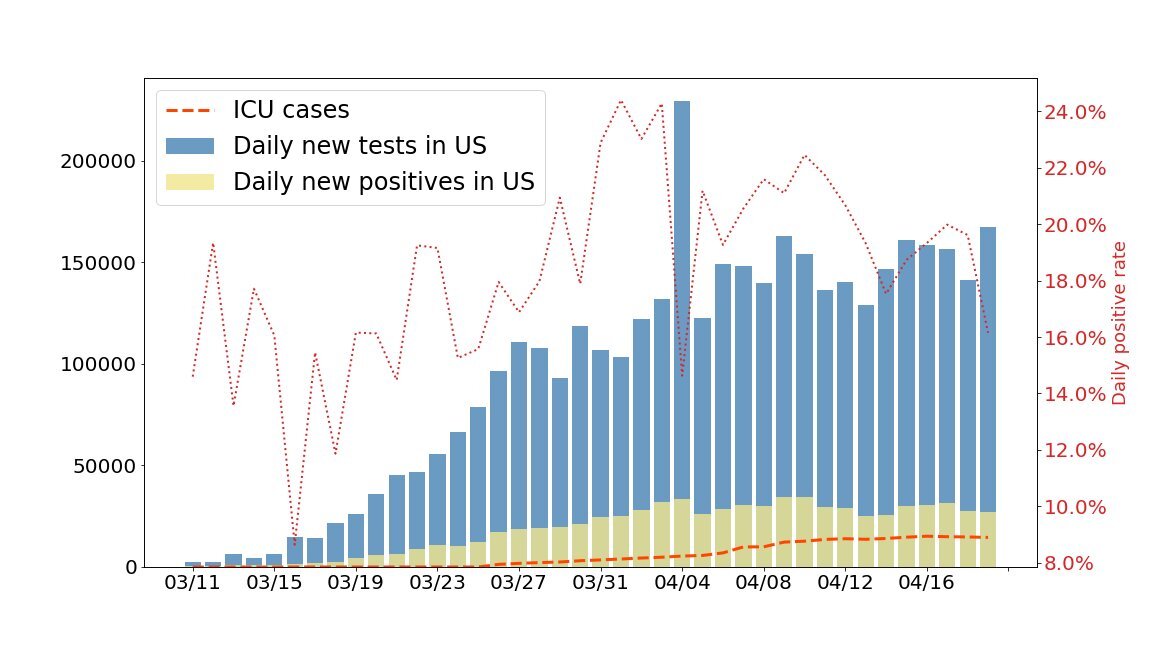 ICU cases
Daily new tests in US
Daily new positives in US
200000
150000
100000
50000
0
24.0%
22.0%
20.0%
18.0%
16.0%
14.0%
12.0%
10.0%
8.0%
Daily positive rate
03/11 03/15 03/19 03/23 03/27 03/31 04/04 04/08 04/12 04/16